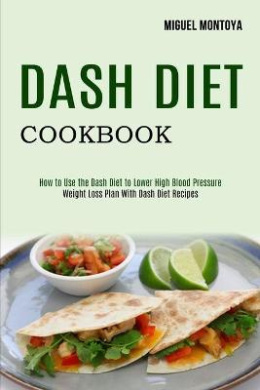 MIGUEL MONTOYA
DASH DIET
COOKBOOK
How to Use the Dash Diet to Lower High Blood Pressure
Weight Loss Plan With Dash Diet Recipes